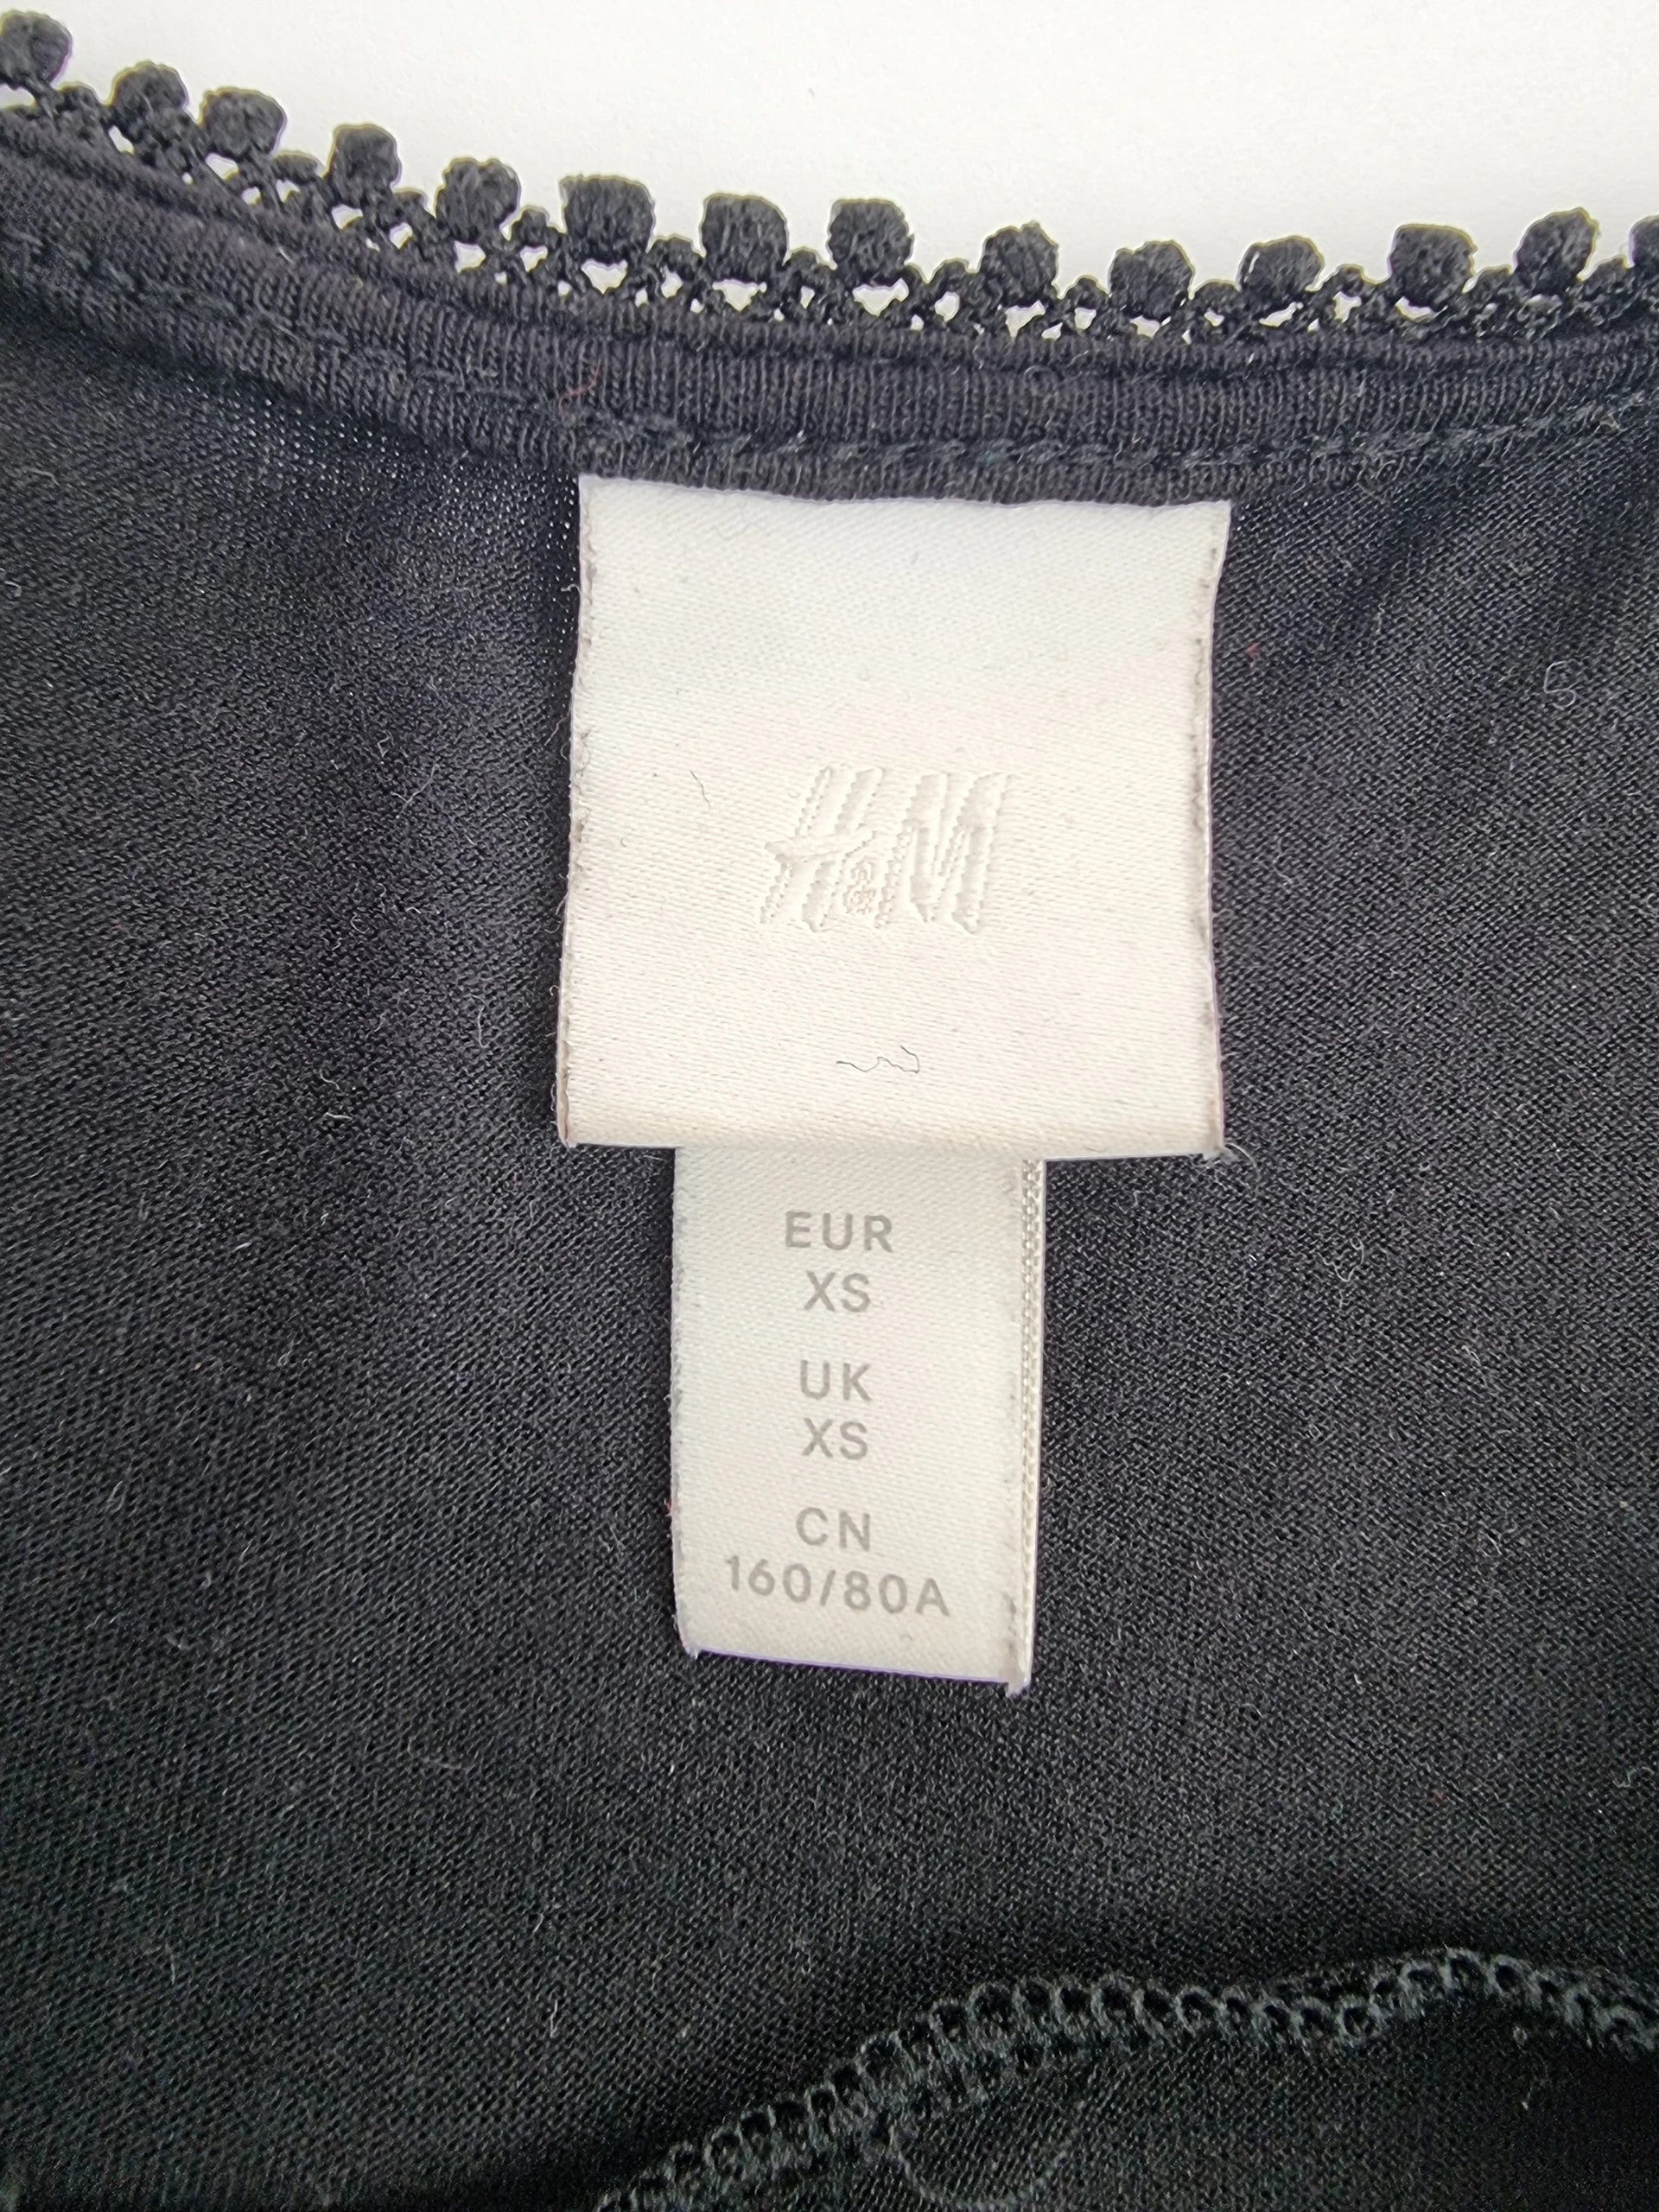 H&M
EUR
XS
UK
XS
CN
160/80A